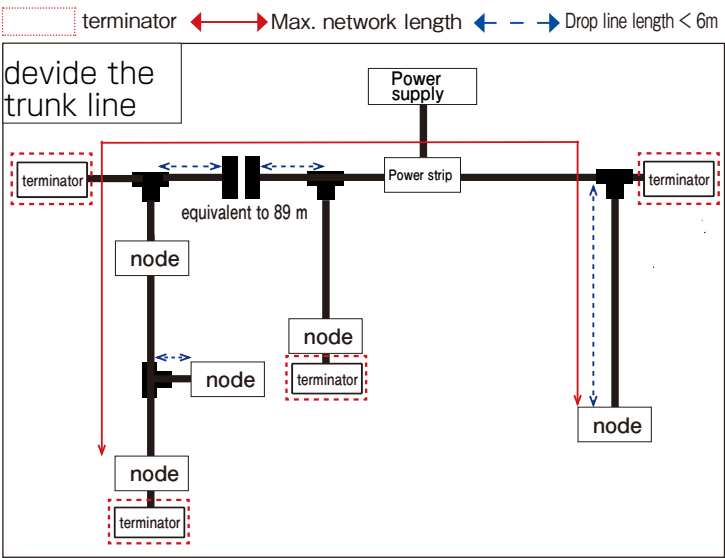 terminator
Max. network length
Drop line length < 6m
devide the
trunk line
Power
supply
terminator
Power strip
terminator
equivalent to 89 m
node
node
node
terminator
node
node
terminator